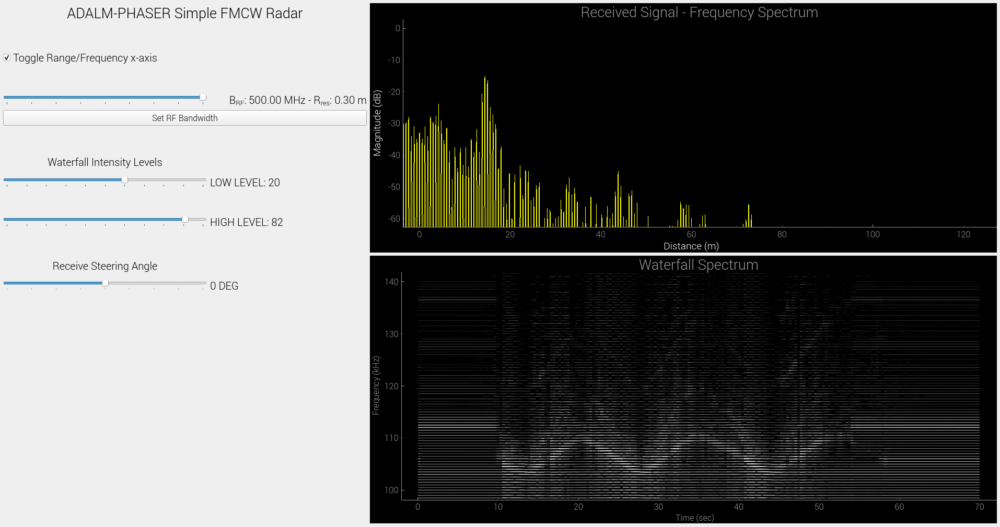 ADALM-PHASER Simple FMCW Radar
Toggle Range/Frequency x-axis
BRF: 500.00 MHz - Rres: 0.30 m
Set RF Bandwidth
Waterfall Intensity Levels
LOW LEVEL: 20
HIGH LEVEL: 82
Receive Steering Angle
0 DEG
Received Signal - Frequency Spectrum
Magnitude (dB)
0
-10
-20
-30
-40
-50
-60
0 20 40 60 80 100 120
Distance (m)
Waterfall Spectrum
Frequency (kHz)
140
130
120
110
100
0 10 20 30 40 50 60 70
Time (sec)